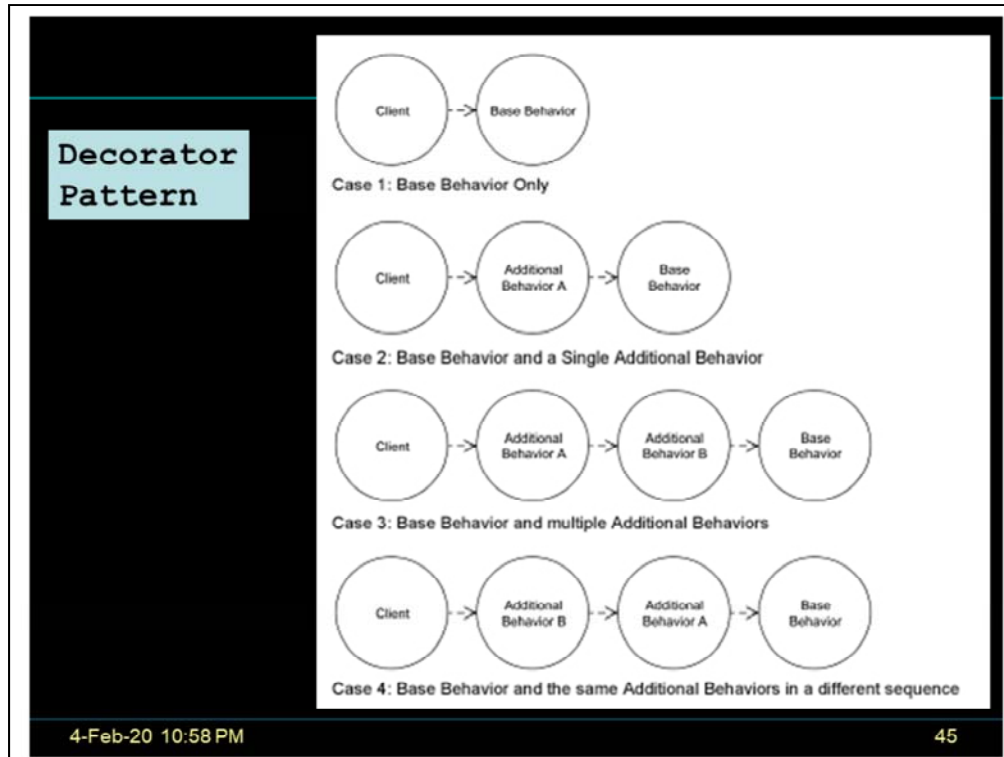 Decorator
Pattern
Client
Base Behavior
Case 1: Base Behavior Only
Client
Additional
Behavior A
Base
Behavior
Case 2: Base Behavior and a Single Additional Behavior
Client
Additional
Behavior A
Additional
Behavior B
Base
Behavior
Case 3: Base Behavior and multiple Additional Behaviors
Client
Additional
Behavior B
Additional
Behavior A
Base
Behavior
Case 4: Base Behavior and the same Additional Behaviors in a different sequence
4-Feb-20 10:58 PM
45